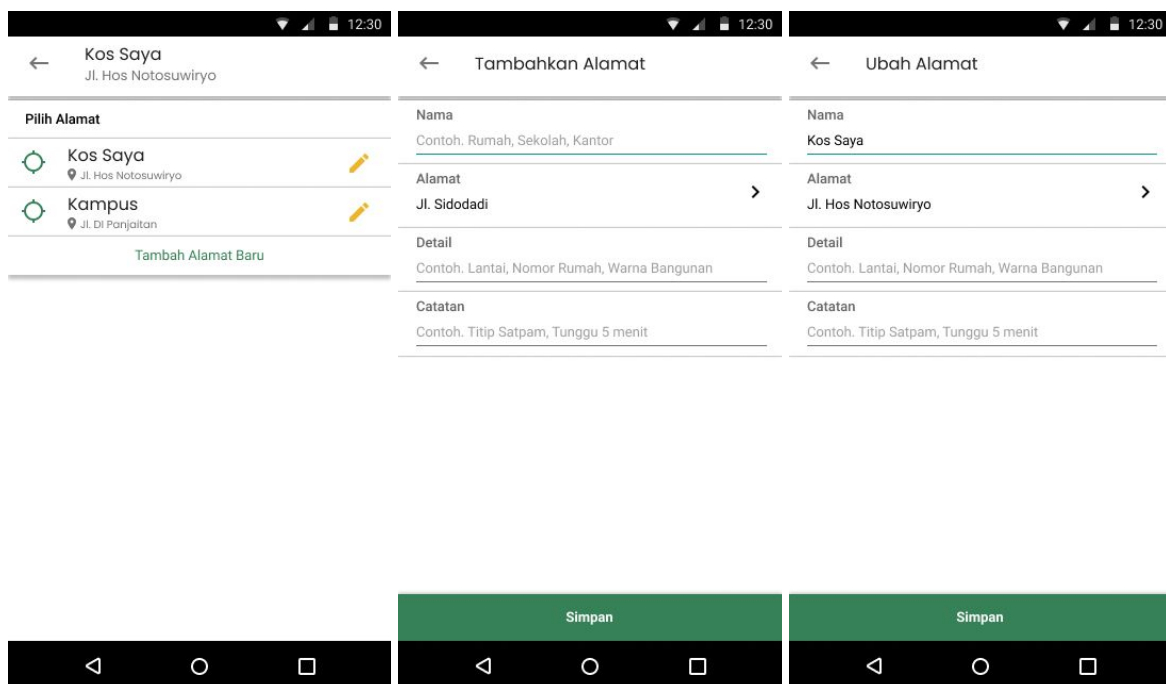 12:30
Kos Saya
Jl. Hos Notosuwiryo
Pilih Alamat
Kos Saya
Jl. Hos Notosuwiryo
Kampus
Jl. DI Panjaitan
Tambah Alamat Baru
12:30
Tambahkan Alamat
Nama
Contoh. Rumah, Sekolah, Kantor
Alamat
Jl. Sidodadi
Detail
Contoh. Lantai, Nomor Rumah, Warna Bangunan
Catatan
Contoh. Titip Satpam, Tunggu 5 menit
Simpan
12:30
Ubah Alamat
Nama
Kos Saya
Alamat
Jl. Hos Notosuwiryo
Detail
Contoh. Lantai, Nomor Rumah, Warna Bangunan
Catatan
Contoh. Titip Satpam, Tunggu 5 menit
Simpan